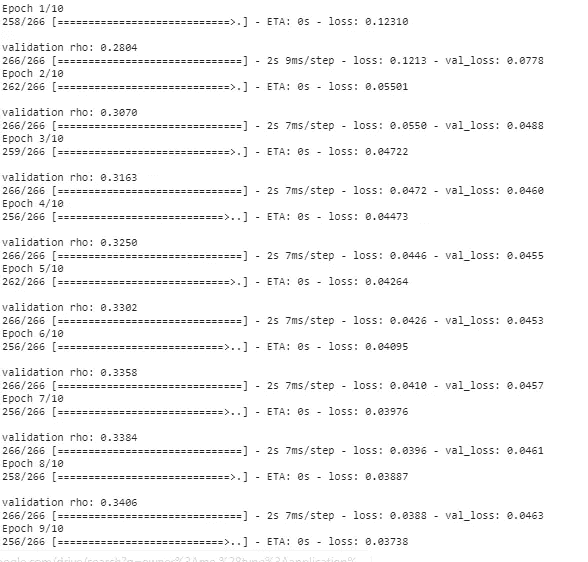 Epoch 1/10
258/266 [============================>.] - ETA: 0s - loss: 0.12310
validation rho: 0.2804
266/266 [==============================] - 2s 9ms/step - loss: 0.1213 - val_loss: 0.0778
Epoch 2/10
262/266 [============================>.] - ETA: 0s - loss: 0.05501
validation rho: 0.3070
266/266 [==============================] - 2s 7ms/step - loss: 0.0550 - val_loss: 0.0488
Epoch 3/10
259/266 [============================>.] - ETA: 0s - loss: 0.04722
validation rho: 0.3163
266/266 [==============================] - 2s 7ms/step - loss: 0.0472 - val_loss: 0.0460
Epoch 4/10
256/266 [===========================>..] - ETA: 0s - loss: 0.04473
validation rho: 0.3250
266/266 [==============================] - 2s 7ms/step - loss: 0.0446 - val_loss: 0.0455
Epoch 5/10
262/266 [============================>.] - ETA: 0s - loss: 0.04264
validation rho: 0.3302
266/266 [==============================] - 2s 7ms/step - loss: 0.0426 - val_loss: 0.0453
Epoch 6/10
256/266 [===========================>..] - ETA: 0s - loss: 0.04095
validation rho: 0.3358
266/266 [==============================] - 2s 7ms/step - loss: 0.0410 - val_loss: 0.0457
Epoch 7/10
256/266 [===========================>..] - ETA: 0s - loss: 0.03976
validation rho: 0.3384
266/266 [==============================] - 2s 7ms/step - loss: 0.0396 - val_loss: 0.0461
Epoch 8/10
258/266 [============================>.] - ETA: 0s - loss: 0.03887
validation rho: 0.3406
266/266 [==============================] - 2s 7ms/step - loss: 0.0388 - val_loss: 0.0463
Epoch 9/10
256/266 [===========================>..] - ETA: 0s - loss: 0.03738